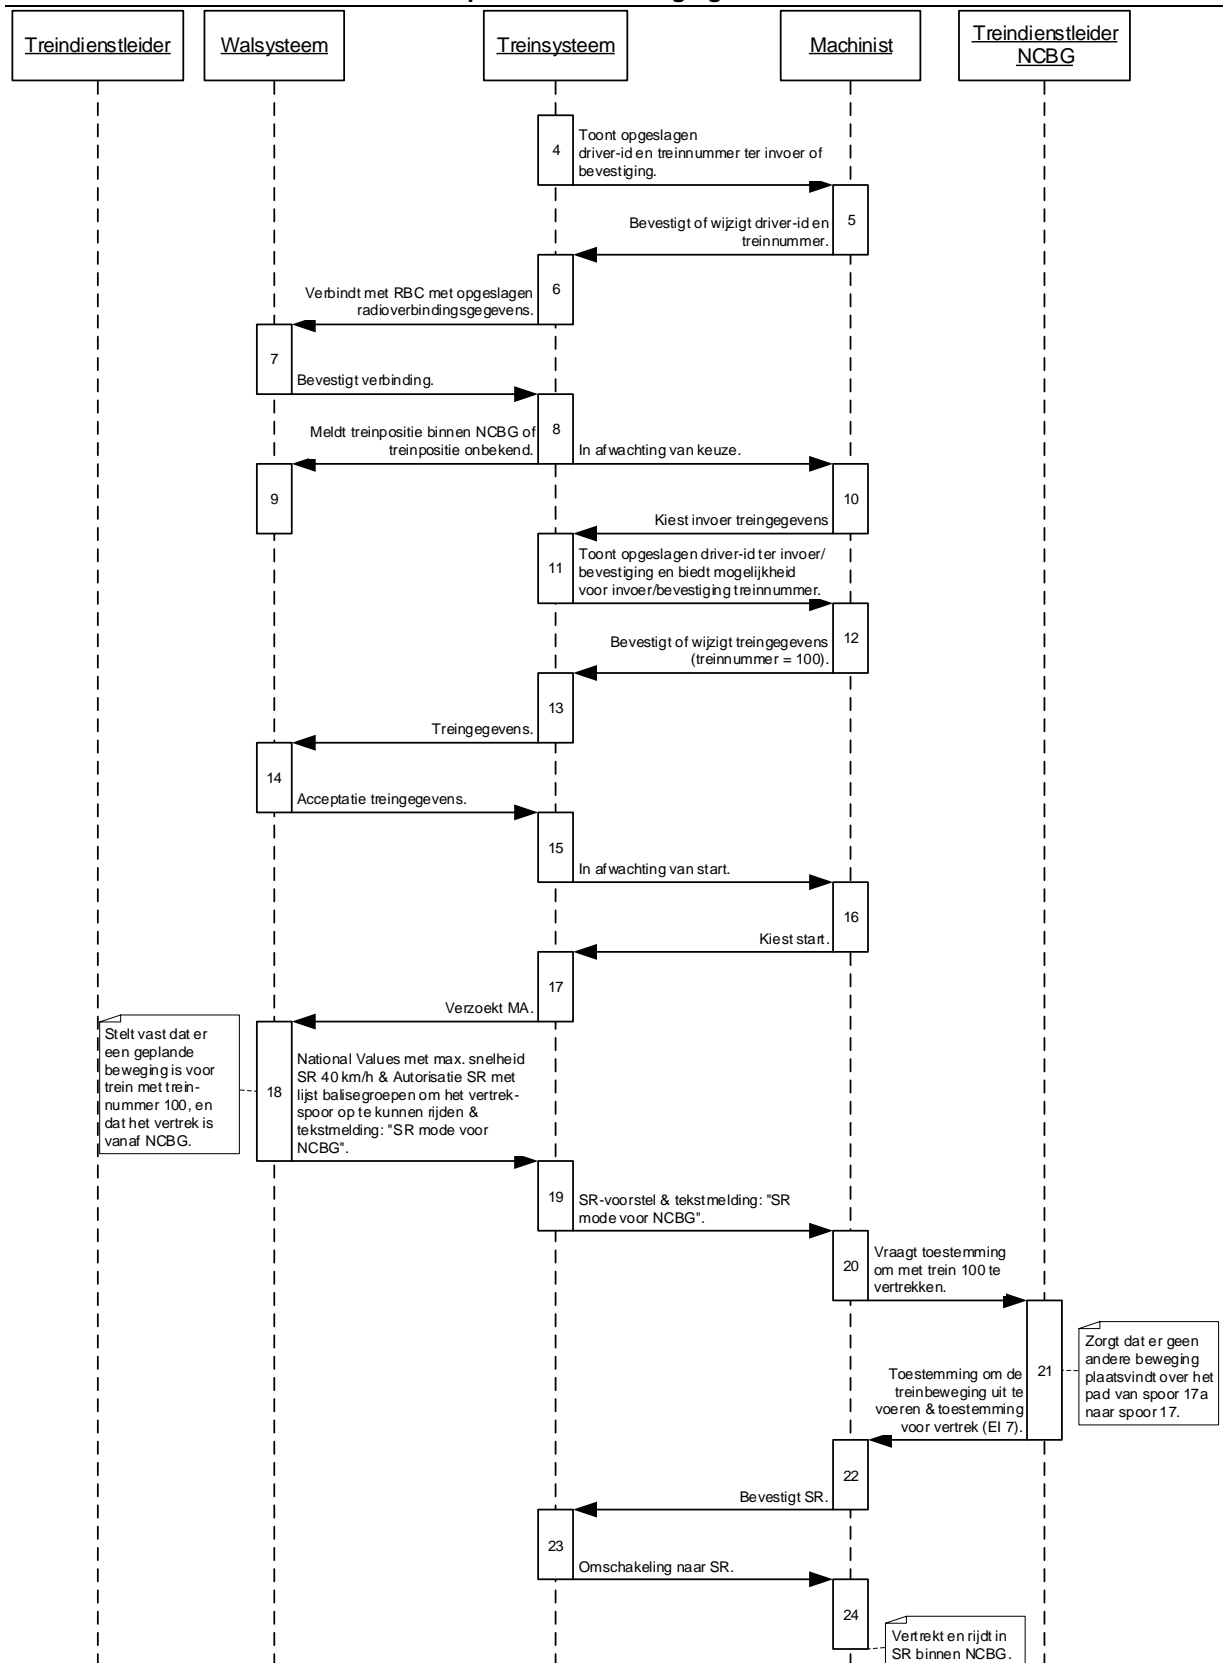 Treindienstleider
Walsysteem
Treinsysteem
Machinist
Treindienstleider
NCBG
4
Toont opgeslagen
driver-id en treinnummer ter invoer of
bevestiging.
5
Bevestigt of wijzigt driver-id en
treinnummer.
6
Verbindt met RBC met opgeslagen
radioverbindingsgegevens.
7
Bevestigt verbinding.
8
Meldt treinpositie binnen NCBG of
treinpositie onbekend.
In afwachting van keuze.
9
10
Kiest invoer treingegevens
11
Toont opgeslagen driver-id ter invoer/
bevestiging en biedt mogelijkheid
voor invoer/bevestiging treinnummer.
12
Bevestigt of wijzigt treingegevens
(treinnummer = 100).
13
Treingegevens.
14
Acceptatie treingegevens.
15
In afwachting van start.
16
Kiest start.
17
Verzoekt MA.
Stelt vast dat er
een geplande
beweging is voor
trein met trein-
nummer 100, en
dat het vertrek is
vanaf NCBG.
18
National Values met max. snelheid
SR 40 km/h & Autorisatie SR met
lijst balisegroepen om het vertrek-
spoor op te kunnen rijden &
tekstmelding: "SR mode voor
NCBG".
19
SR-voorstel & tekstmelding: "SR
mode voor NCBG".
20
Vraagt toestemming
om met trein 100 te
vertrekken.
21
Zorgt dat er geen
andere beweging
plaatsvindt over het
pad van spoor 17a
naar spoor 17.
Toestemming om de
treinbeweging uit te
voeren & toestemming
voor vertrek (EI 7).
22
Bevestigt SR.
23
Omschakeling naar SR.
24
Vertrekt en rijdt in
SR binnen NCBG.